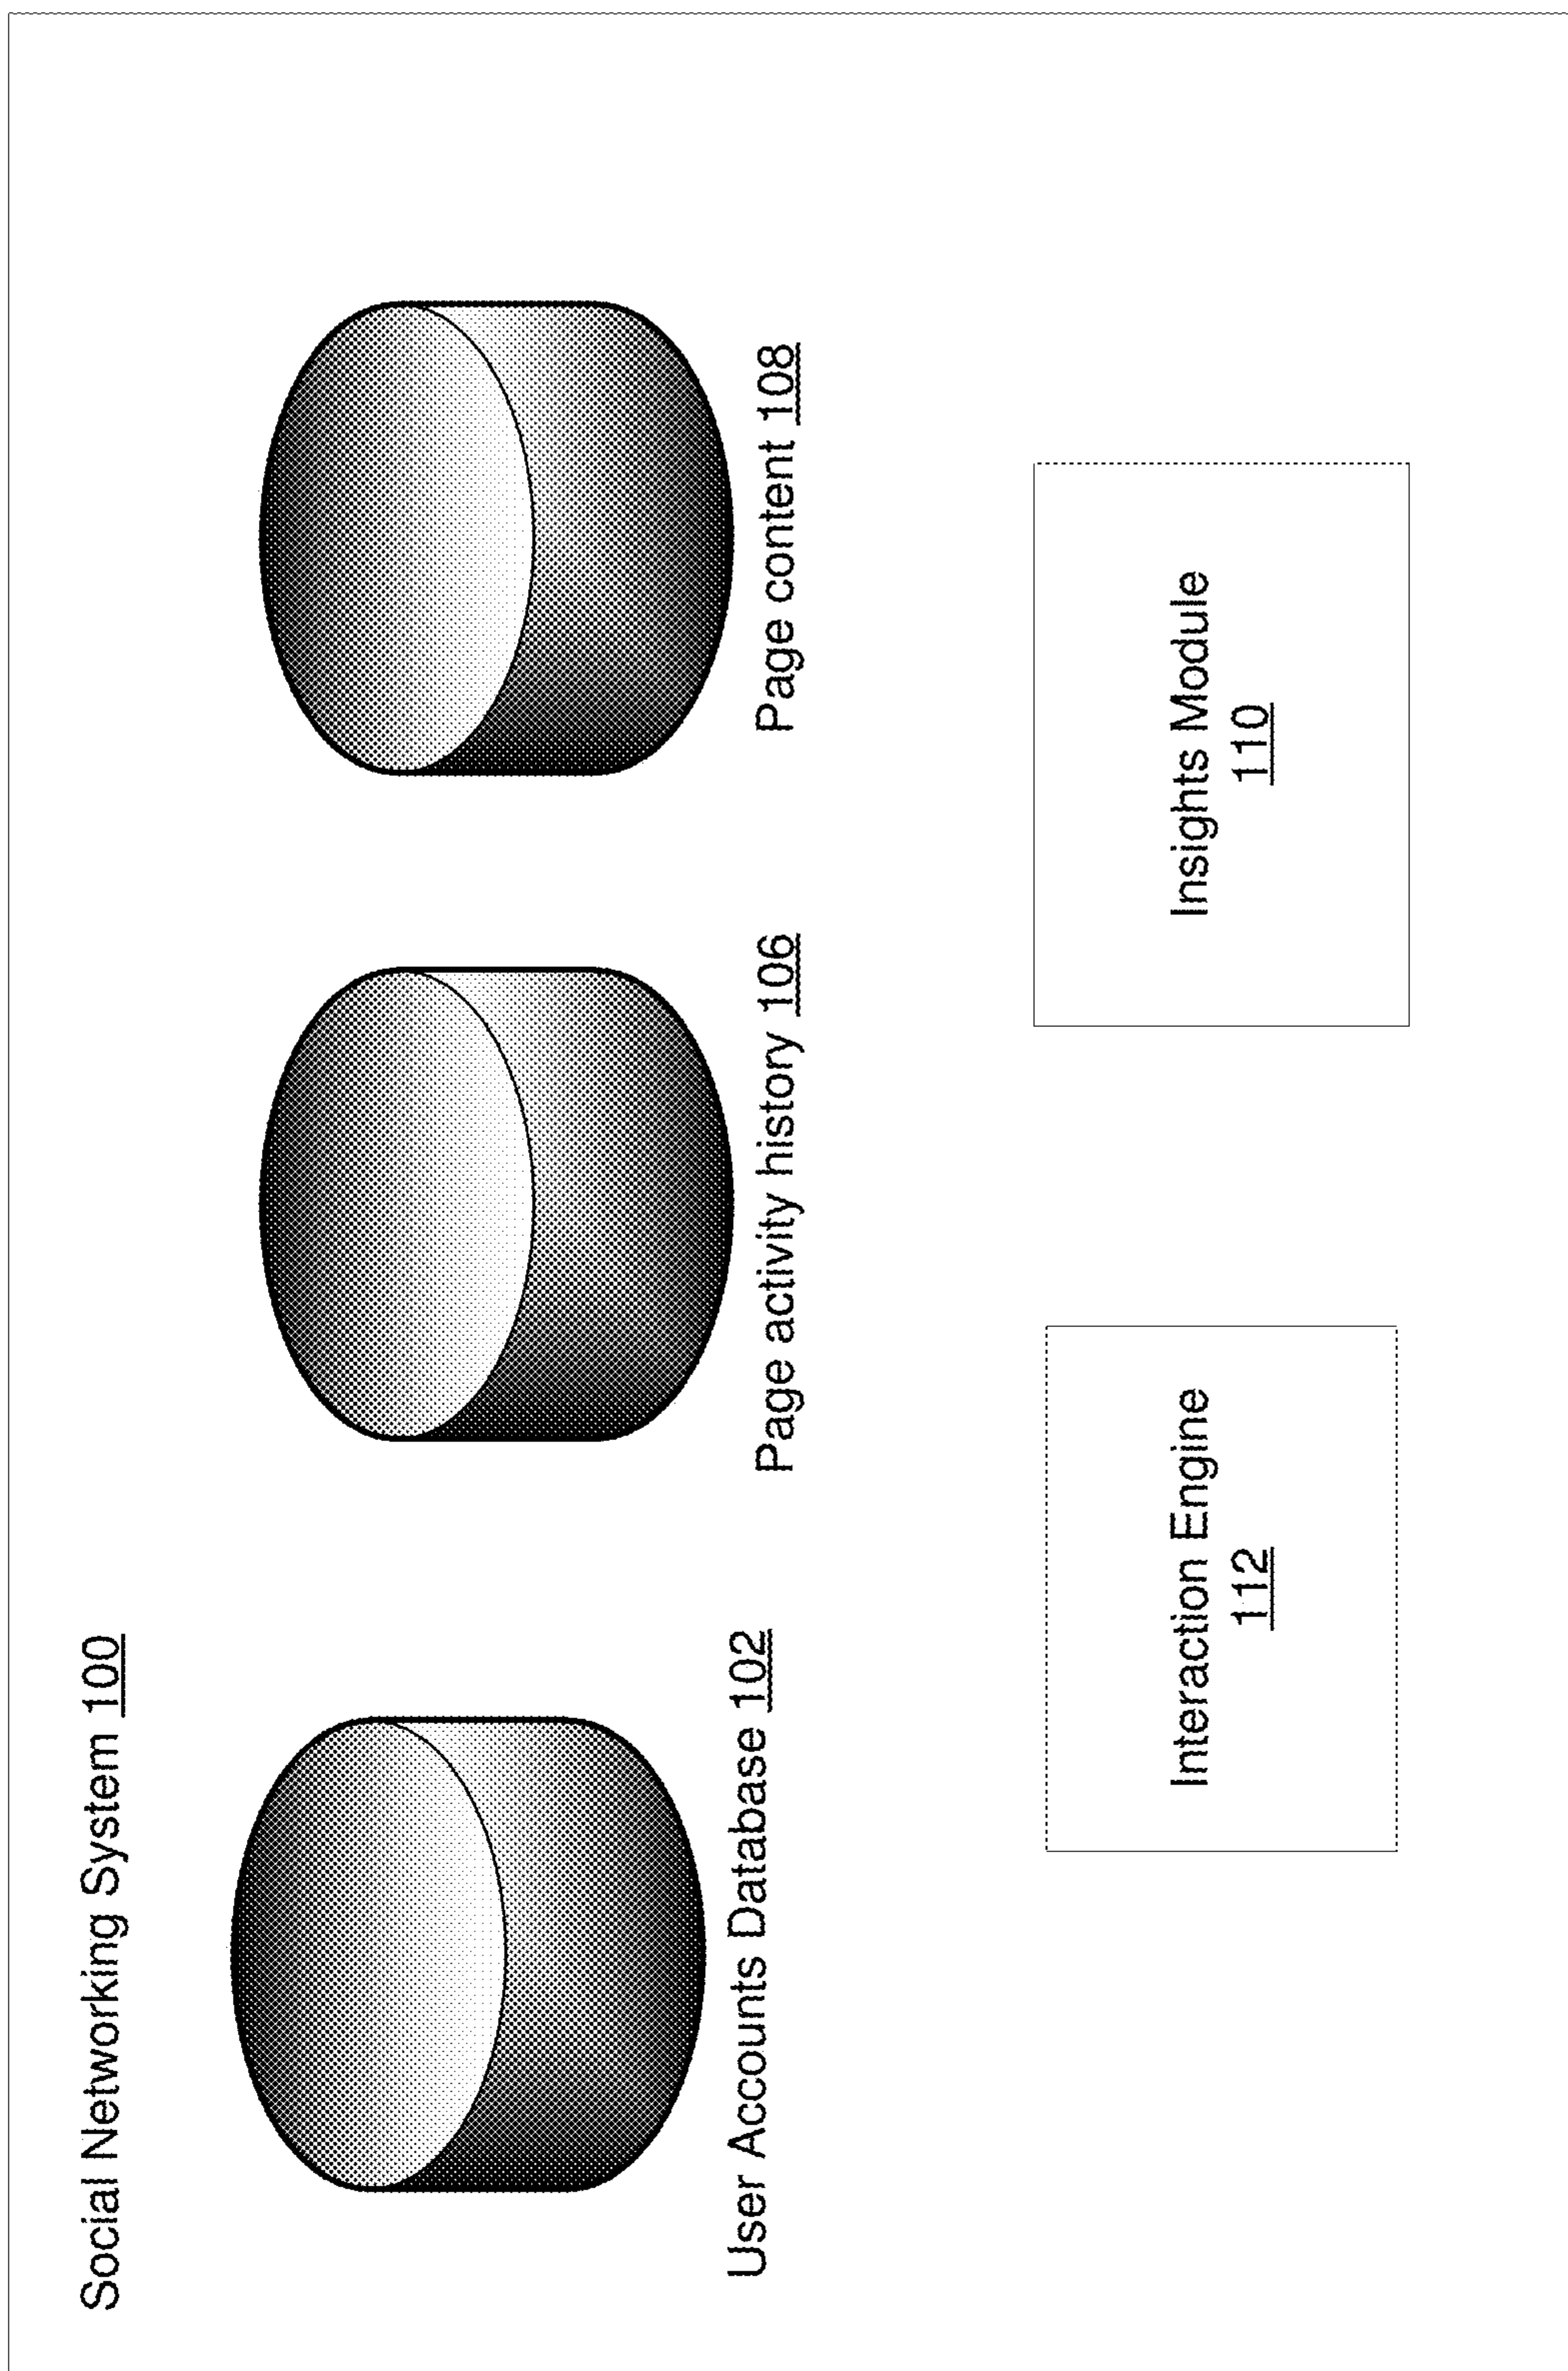 Social Networking System 100
User Accounts Database 102
Page activity history 106
Page content 108
Interaction Engine
112
Insights Module
110